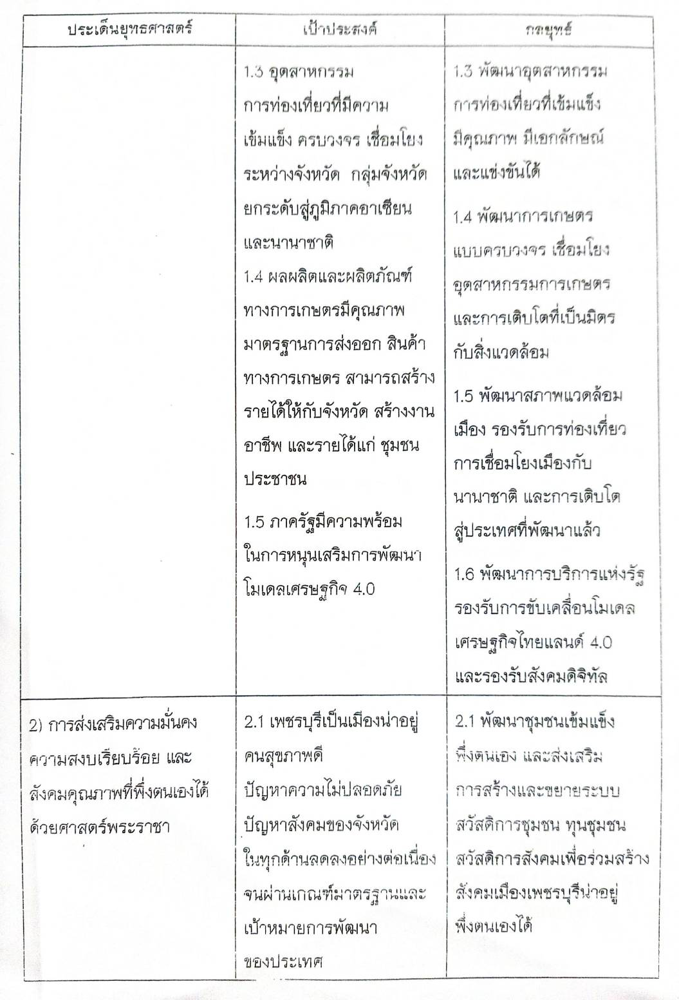 ประเด็นยุทธศาสตร์
เป้าประสงค์
กลยุทธ์
1.3 อุตสาหกรรม
การท่องเที่ยวที่มีความ
เข้มแข็ง ครบวงจร เชื่อมโยง
ระหว่างจังหวัด กลุ่มจังหวัด
ยกระดับสู่ภูมิภาคอาเซียน
และนานาชาติ
1.4 ผลผลิตและผลิตภัณฑ์
ทางการเกษตรมีคุณภาพ
มาตรฐานการส่งออก สินค้า
ทางการเกษตร สามารถสร้าง
รายได้ให้กับจังหวัด สร้างงาน
อาชีพ และรายได้แก่ ชุมชน
ประชาชน
1.5 ภาครัฐมีความพร้อม
ในการหนุนเสริมการพัฒนา
โมเดลเศรษฐกิจ 4.0
1.3 พัฒนาอุตสาหกรรม
การท่องเที่ยวที่เข้มแข็ง
มีคุณภาพ มีเอกลักษณ์
และแข่งขันได้
1.4 พัฒนาการเกษตร
แบบครบวงจร เชื่อมโยง
อุตสาหกรรมการเกษตร
และการเติบโตที่เป็นมิตร
กับสิ่งแวดล้อม
1.5 พัฒนาสภาพแวดล้อม
เมือง รองรับการท่องเที่ยว
การเชื่อมโยงเมืองกับ
นานาชาติ และการเติบโต
สู่ประเทศที่พัฒนาแล้ว
1.6 พัฒนาการบริการแห่งรัฐ
รองรับการขับเคลื่อนโมเดล
เศรษฐกิจไทยแลนด์ 4.0
และรองรับสังคมดิจิทัล
2) การส่งเสริมความมั่นคง
ความสงบเรียบร้อย และ
สังคมคุณภาพที่พึ่งตนเองได้
ด้วยศาสตร์พระราชา
2.1 เพชรบุรีเป็นเมืองน่าอยู่
คนสุขภาพดี
ปัญหาความไม่ปลอดภัย
ปัญหาสังคมของจังหวัด
ในทุกด้านลดลงอย่างต่อเนื่อง
จนผ่านเกณฑ์มาตรฐานและ
เป้าหมายการพัฒนา
ของประเทศ
2.1 พัฒนาชุมชนเข้มแข็ง
พึ่งตนเอง และส่งเสริม
การสร้างและขยายระบบ
สวัสดิการชุมชน ทุนชุมชน
สวัสดิการสังคมเพื่อร่วมสร้าง
สังคมเมืองเพชรบุรีน่าอยู่
พึ่งตนเองได้